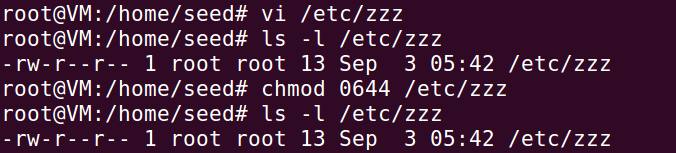 root@VM:/home/seed# vi /etc/zzz
root@VM:/home/seed# ls -l /etc/zzz
-rw-r--r-- 1 root root 13 Sep  3 05:42 /etc/zzz
root@VM:/home/seed# chmod 0644 /etc/zzz
root@VM:/home/seed# ls -l /etc/zzz
-rw-r--r-- 1 root root 13 Sep  3 05:42 /etc/zzz